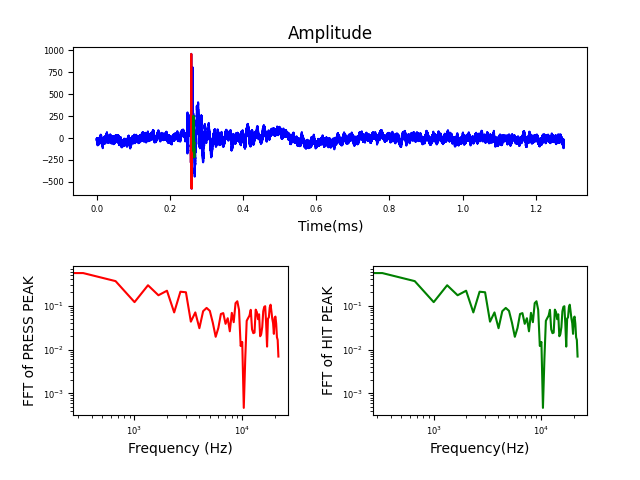 Amplitude
1000
750
500
250
0
−250
−500
0.0 0.2 0.4 0.6 0.8 1.0 1.2
Time(ms)
FFT of PRESS PEAK
10⁻¹
10⁻²
10⁻³
10³ 10⁴
Frequency (Hz)
FFT of HIT PEAK
10⁻¹
10⁻²
10⁻³
10³ 10⁴
Frequency(Hz)